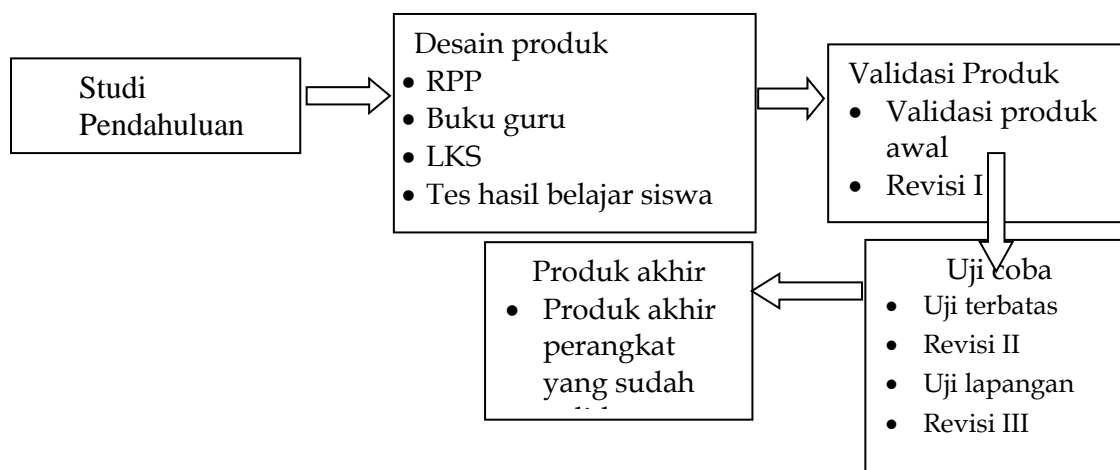 Studi
Pendahuluan
Desain produk
• RPP
• Buku guru
• LKS
• Tes hasil belajar siswa
Validasi Produk
• Validasi produk
awal
• Revisi I
Uji coba
• Uji terbatas
• Revisi II
• Uji lapangan
• Revisi III
Produk akhir
• Produk akhir
perangkat
yang sudah